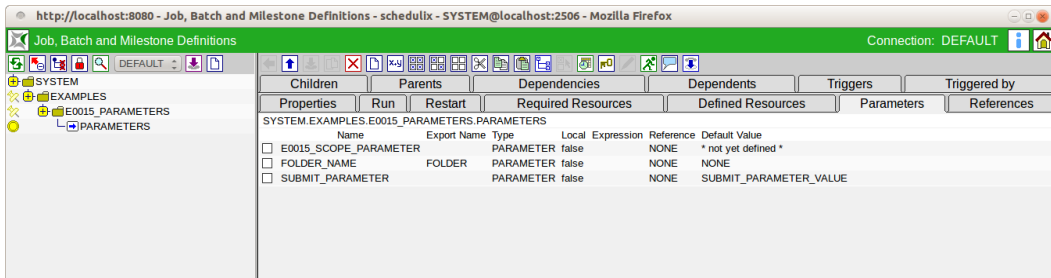 http://localhost:8080 - Job, Batch and Milestone Definitions - schedulix - SYSTEM@localhost:2506 - Mozilla Firefox
Job, Batch and Milestone Definitions
Connection: DEFAULT
DEFAULT
SYSTEM
EXAMPLES
E0015_PARAMETERS
PARAMETERS
x,y
Children Parents Dependencies Dependents Triggers Triggered by
Properties Run Restart Required Resources Defined Resources Parameters References
SYSTEM.EXAMPLES.E0015_PARAMETERS.PARAMETERS
Name Export Name Type Local Expression Reference Default Value
E0015_SCOPE_PARAMETER PARAMETER false NONE * not yet defined *
FOLDER_NAME FOLDER PARAMETER false NONE NONE
SUBMIT_PARAMETER PARAMETER false NONE SUBMIT_PARAMETER_VALUE